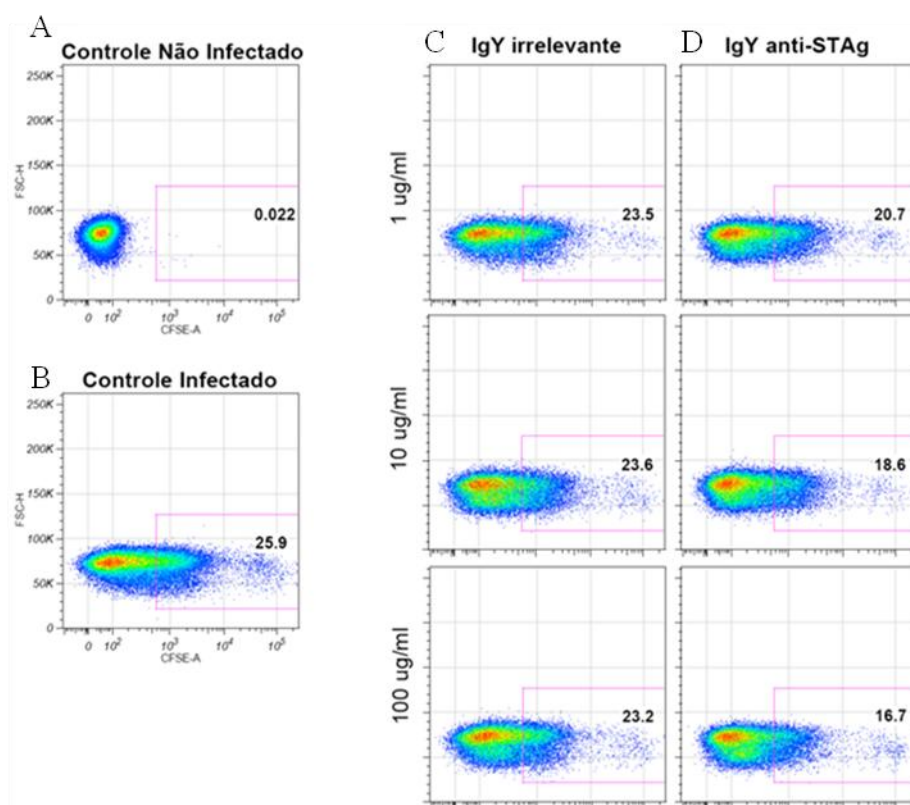 A
Controle Não Infectado
250K
200K
150K
100K
50K
0
FSC-H
0.022
0 10² 10³ 10⁴ 10⁵
CFSE-A
B
Controle Infectado
250K
200K
150K
100K
50K
0
FSC-H
25.9
0 10² 10³ 10⁴ 10⁵
CFSE-A
C IgY irrelevante
D IgY anti-STAg
1 ug/ml
23.5
20.7
10 ug/ml
23.6
18.6
100 ug/ml
23.2
16.7